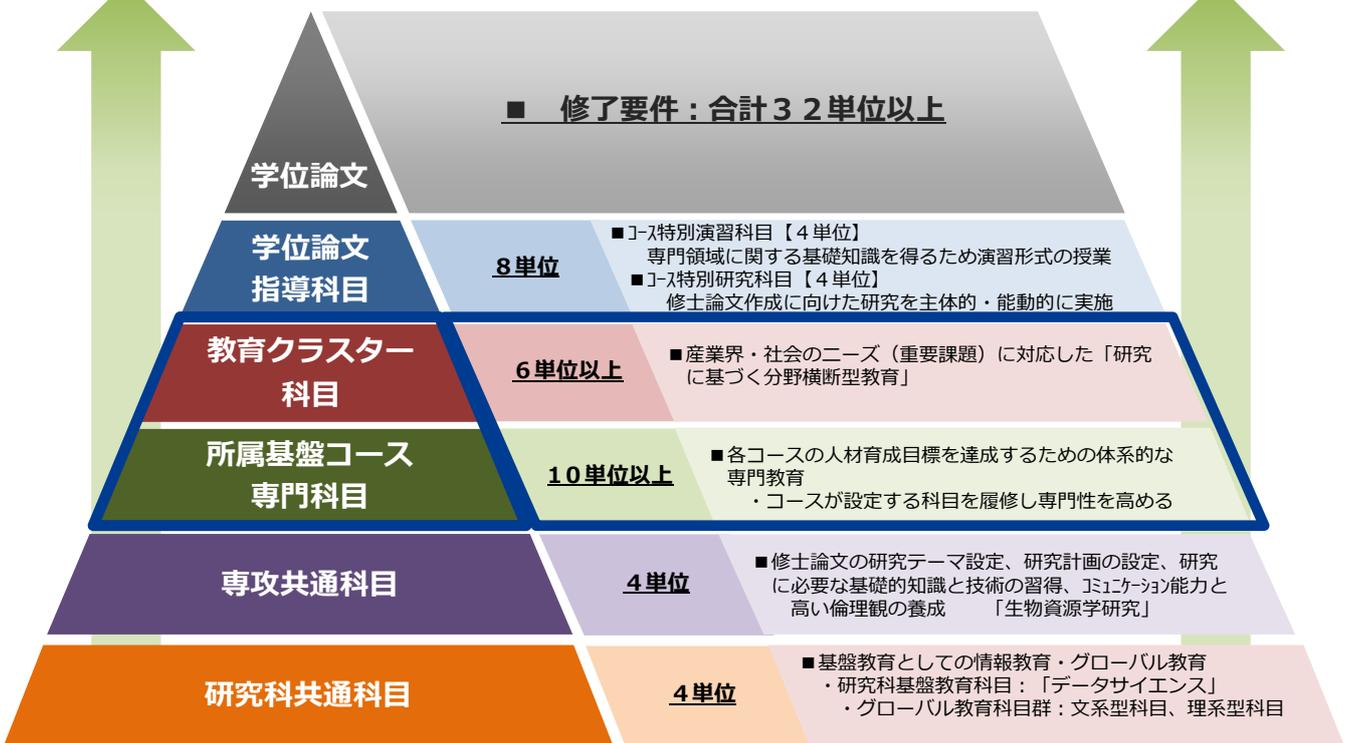 ■　修了要件：合計３２単位以上
学位論文
学位論文
指導科目
８単位
■ｺｰｽ特別演習科目【４単位】
専門領域に関する基礎知識を得るため演習形式の授業
■ｺｰｽ特別研究科目【４単位】
修士論文作成に向けた研究を主体的・能動的に実施
教育クラスター
科目
６単位以上
■産業界・社会のニーズ（重要課題）に対応した「研究
に基づく分野横断型教育」
所属基盤コース
専門科目
１０単位以上
■各コースの人材育成目標を達成するための体系的な
専門教育
・コースが設定する科目を履修し専門性を高める
専攻共通科目
４単位
■修士論文の研究テーマ設定、研究計画の設定、研究
に必要な基礎的知識と技術の習得、ｺﾐｭﾆｹｰｼｮﾝ能力と
高い倫理観の養成　　「生物資源学研究」
研究科共通科目
４単位
■基盤教育としての情報教育・グローバル教育
・研究科基盤教育科目：「データサイエンス」
・グローバル教育科目群：文系型科目、理系型科目